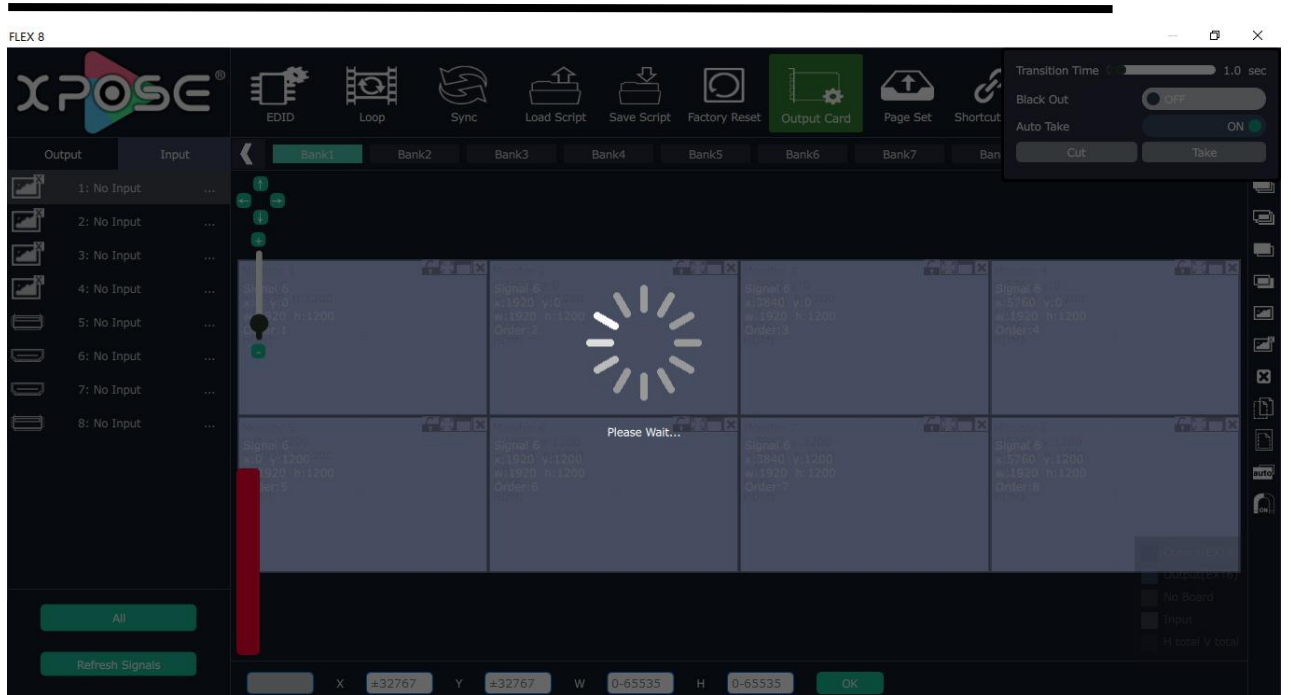 FLEX 8
XPOSE®
EDID
Loop
Sync
Load Script
Save Script
Factory Reset
Output Card
Page Set
Shortcut
Transition Time
1.0 sec
Black Out
OFF
Auto Take
ON
Cut
Take
Output
Input
Bank1
Bank2
Bank3
Bank4
Bank5
Bank6
Bank7
Ban
1: No Input ...
2: No Input ...
3: No Input ...
4: No Input ...
5: No Input ...
6: No Input ...
7: No Input ...
8: No Input ...
Signal 6
y:0
w:1920 h:1200
Order:1
Signal 6
x:1920 y:0
w:1920 h:1200
Order:2
Signal 6
x:3840 y:0
w:1920 h:1200
Order:3
Signal 6
x:5760 y:0
w:1920 h:1200
Order:4
Please Wait...
Signal 6
x:0 y:1200
1920 h:1200
der:5
Signal 6
x:1920 y:1200
w:1920 h:1200
Order:6
Signal 6
x:3840 y:1200
w:1920 h:1200
Order:7
Signal 6
x:5760 y:1200
w:1920 h:1200
Order:8
auto
ON
No Board
Input
H total V total
All
Refresh Signals
X
±32767
Y
±32767
W
0-65535
H
0-65535
OK